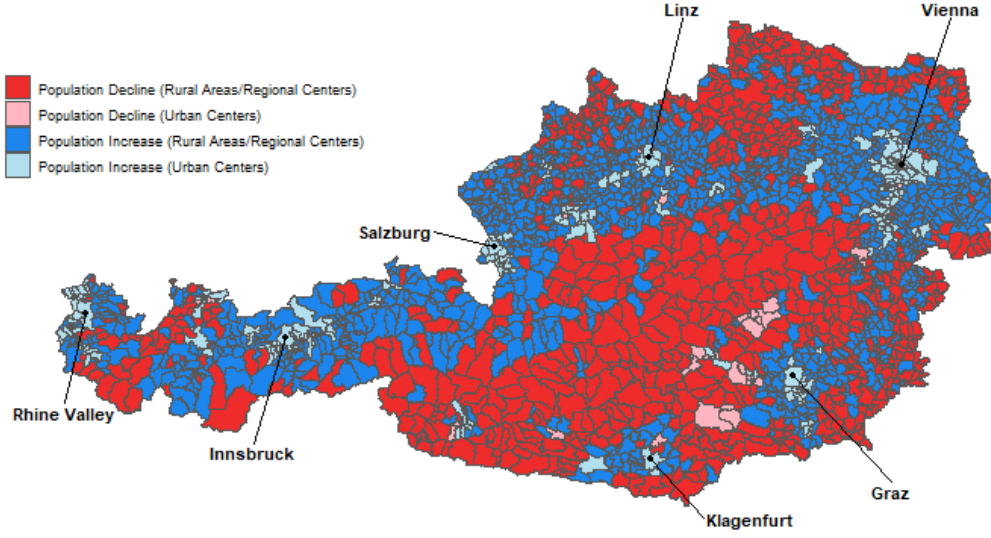 Linz
Vienna
Population Decline (Rural Areas/Regional Centers)
Population Decline (Urban Centers)
Population Increase (Rural Areas/Regional Centers)
Population Increase (Urban Centers)
Salzburg
Rhine Valley
Innsbruck
Graz
Klagenfurt